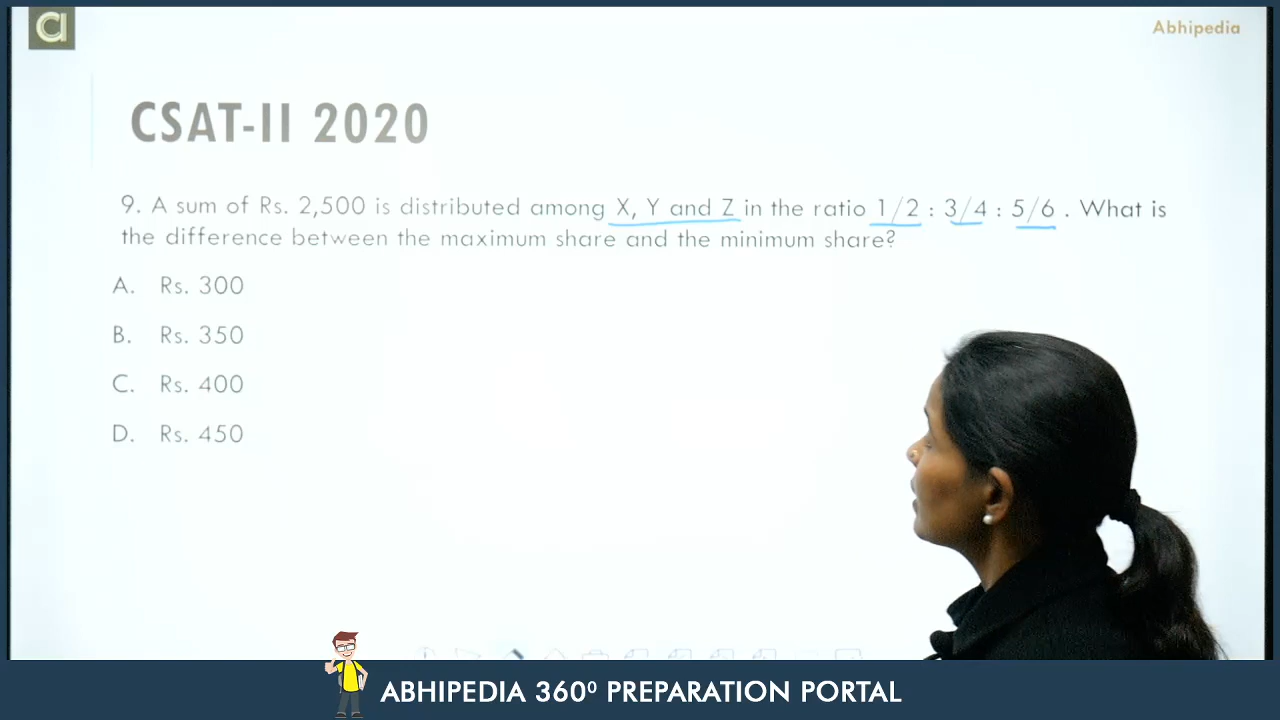 a
Abhipedia
CSAT-II 2020
9. A sum of Rs. 2,500 is distributed among X, Y and Z in the ratio 1/2 : 3/4 : 5/6 . What is
the difference between the maximum share and the minimum share?
A. Rs. 300
B. Rs. 350
C. Rs. 400
D. Rs. 450
ABHIPEDIA 360⁰ PREPARATION PORTAL